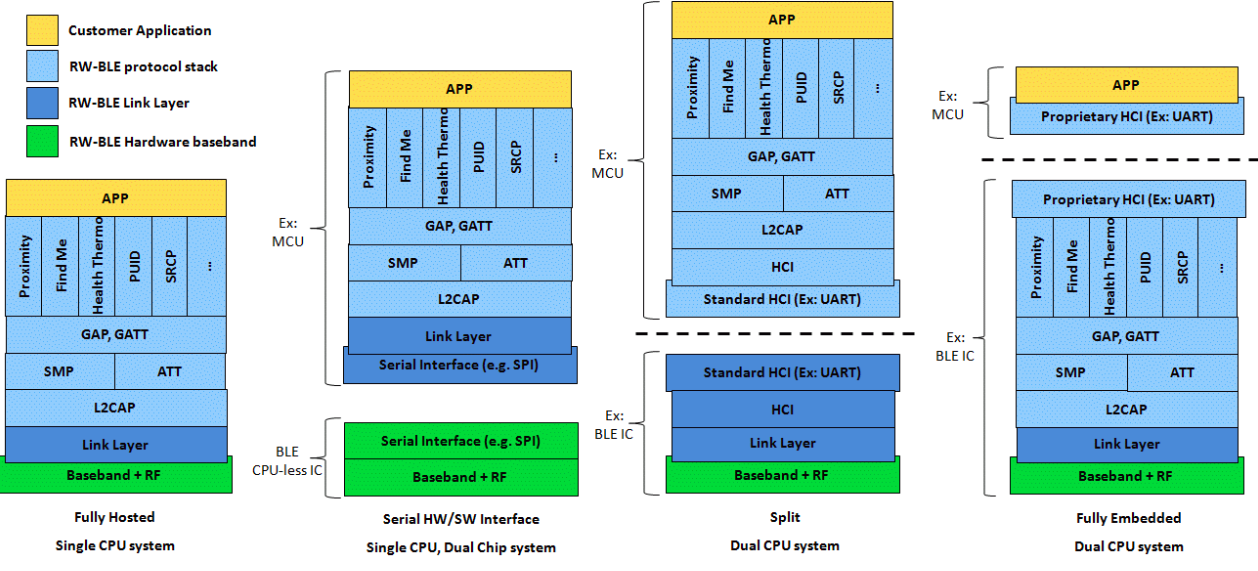 Customer Application
RW-BLE protocol stack
RW-BLE Link Layer
RW-BLE Hardware baseband
APP
Proximity
Find Me
Health Thermo
PUID
SRCP
...
GAP, GATT
SMP
ATT
L2CAP
Link Layer
Baseband + RF
Fully Hosted
Single CPU system
Ex:
MCU
APP
Proximity
Find Me
Health Thermo
PUID
SRCP
...
GAP, GATT
SMP
ATT
L2CAP
Link Layer
Serial Interface (e.g. SPI)
BLE
CPU-less IC
Serial Interface (e.g. SPI)
Baseband + RF
Serial HW/SW Interface
Single CPU, Dual Chip system
Ex:
MCU
APP
Proximity
Find Me
Health Thermo
PUID
SRCP
...
GAP, GATT
SMP
ATT
L2CAP
HCI
Standard HCI (Ex: UART)
Ex:
BLE IC
Standard HCI (Ex: UART)
HCI
Link Layer
Baseband + RF
Split
Dual CPU system
Ex:
MCU
APP
Proprietary HCI (Ex: UART)
Ex:
BLE IC
Proprietary HCI (Ex: UART)
Proximity
Find Me
Health Thermo
PUID
SRCP
...
GAP, GATT
SMP
ATT
L2CAP
Link Layer
Baseband + RF
Fully Embedded
Dual CPU system